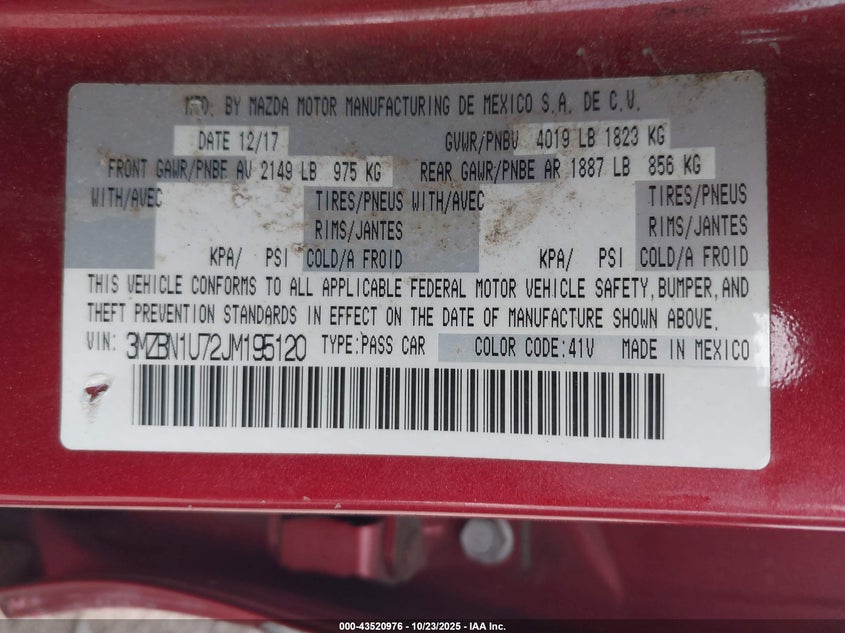 MFD. BY MAZDA MOTOR MANUFACTURING DE MEXICO S.A. DE C.V.
DATE 12/17 GVWR/PNBV 4019 LB 1823 KG
FRONT GAWR/PNBF AV 2149 LB 975 KG REAR GAWR/PNBE AR 1887 LB 856 KG
WITH/AVEC TIRES/PNEUS WITH/AVEC TIRES/PNEUS
RIMS/JANTES RIMS/JANTES
KPA/ PSI COLD/A FROID KPA/ PSI COLD/A FROID
THIS VEHICLE CONFORMS TO ALL APPLICABLE FEDERAL MOTOR VEHICLE SAFETY, BUMPER, AND
THEFT PREVENTION STANDARDS IN EFFECT ON THE DATE OF MANUFACTURE SHOWN ABOVE.
VIN: 3MZBN1U72JM195120 TYPE:PASS CAR COLOR CODE:41V MADE IN MEXICO
000-43520976 - 10/23/2025 - IAA Inc.